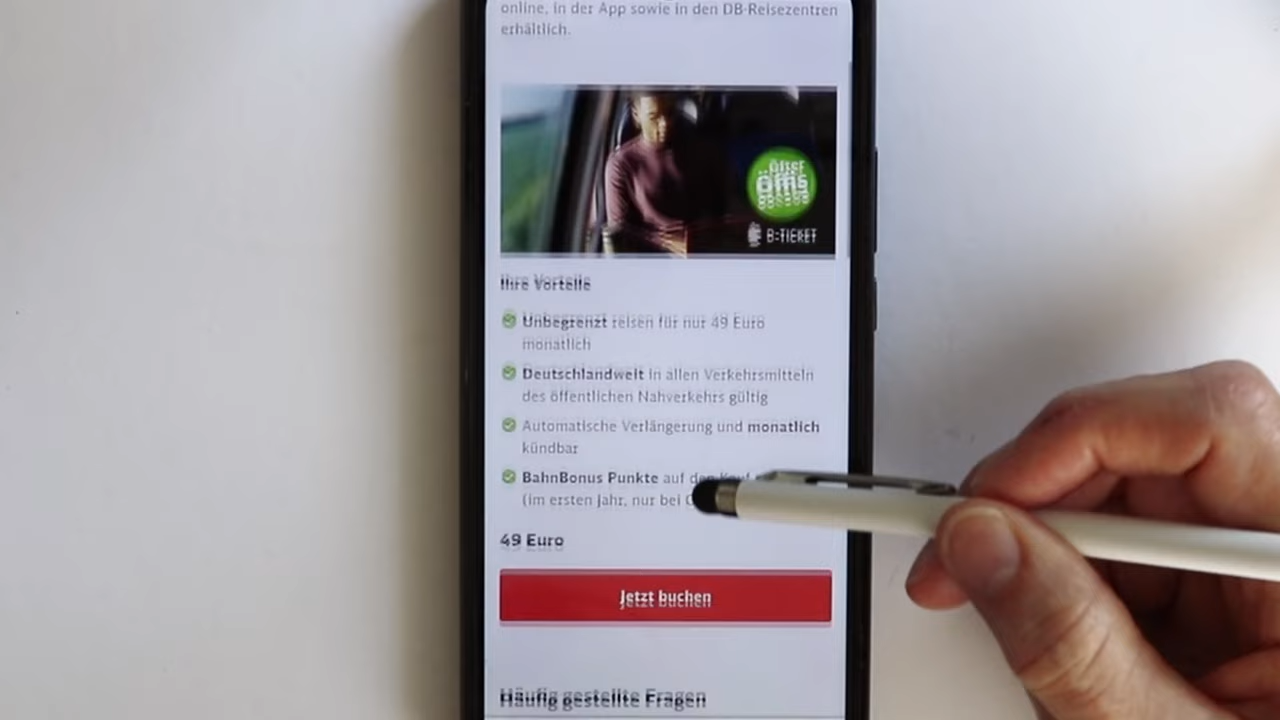 online, in der App sowie in den DB-Reisezentren
erhältlich.
öffis
D-TICKET
Ihre Vorteile
Unbegrenzt reisen für nur 49 Euro
monatlich
Deutschlandweit in allen Verkehrsmitteln
des öffentlichen Nahverkehrs gültig
Automatische Verlängerung und monatlich
kündbar
BahnBonus Punkte auf den Kauf
(im ersten Jahr, nur bei
49 Euro
Jetzt buchen
Häufig gestellte Fragen